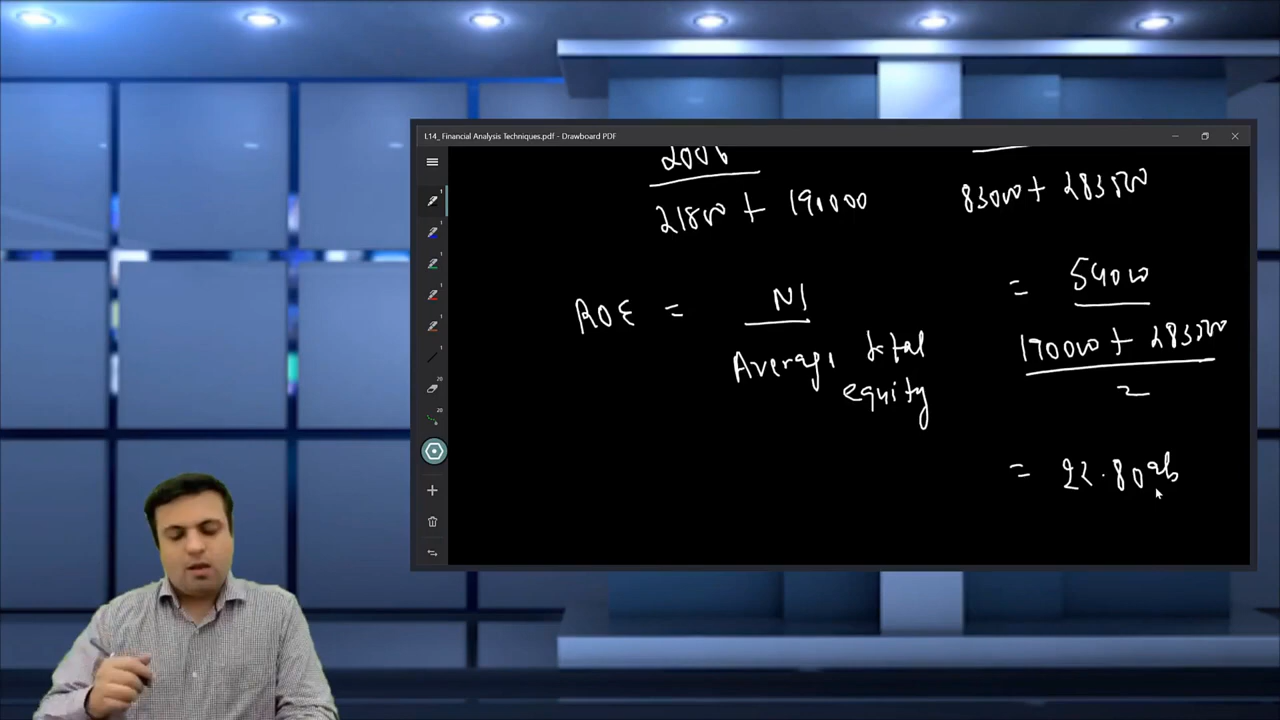 L14_ Financial Analysis Techniques.pdf - Drawboard PDF
2006
21800 + 190000
83000 + 283500
ROE = NI
Average total
equity
= 54000
190000 + 283500
2
= 22.80%